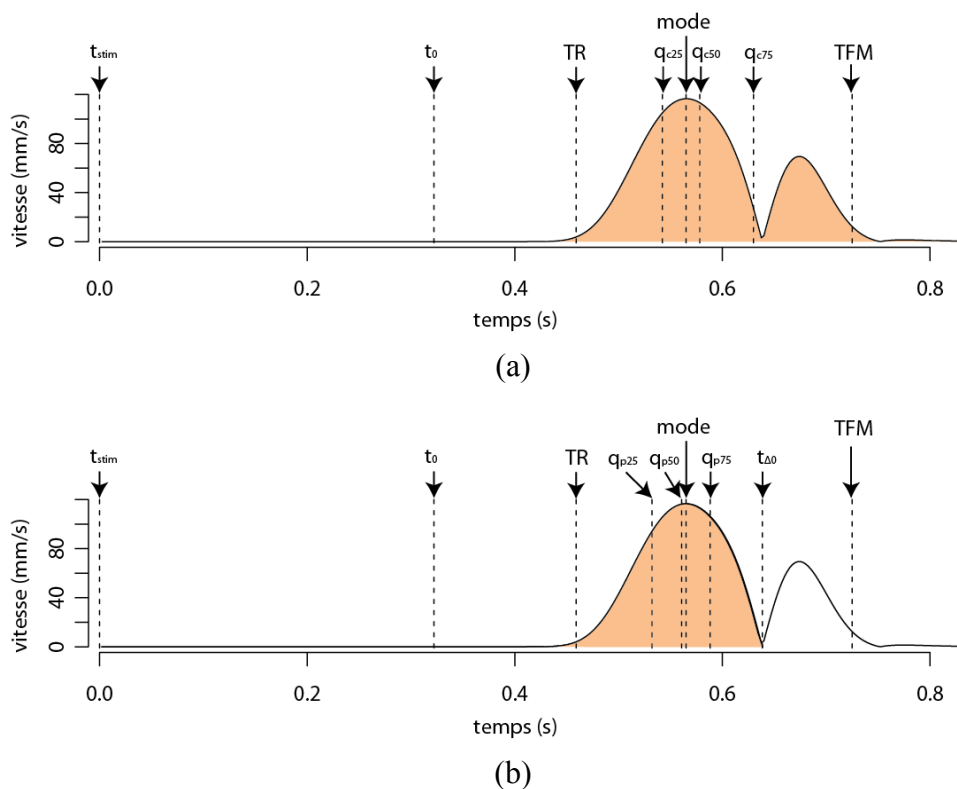 mode
tstim t0 TR qc25 qc50 qc75 TFM
vitesse (mm/s)
80
40
0
0.0 0.2 0.4 0.6 0.8
temps (s)
(a)
mode
tstim t0 TR qp25 qp50 qp75 tΔ0 TFM
vitesse (mm/s)
80
40
0
0.0 0.2 0.4 0.6 0.8
temps (s)
(b)